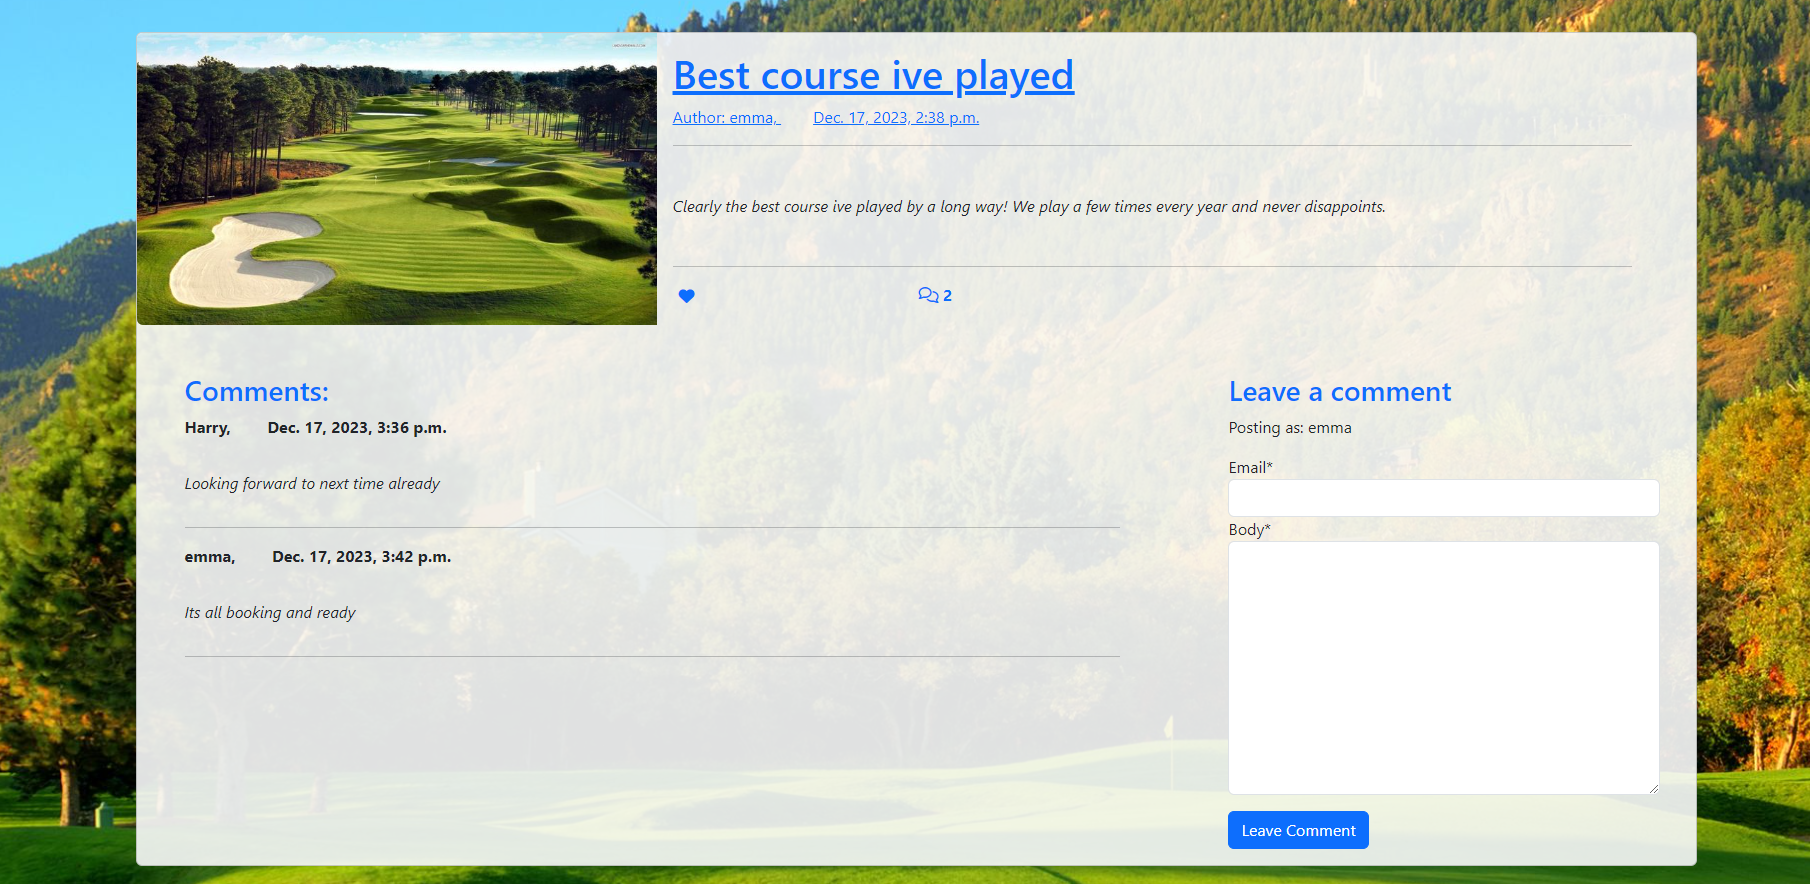 Best course ive played
Author: emma, Dec. 17, 2023, 2:38 p.m.
Clearly the best course ive played by a long way! We play a few times every year and never disappoints.
2
Comments:
Harry, Dec. 17, 2023, 3:36 p.m.
Looking forward to next time already
emma, Dec. 17, 2023, 3:42 p.m.
Its all booking and ready
Leave a comment
Posting as: emma
Email*
Body*
Leave Comment